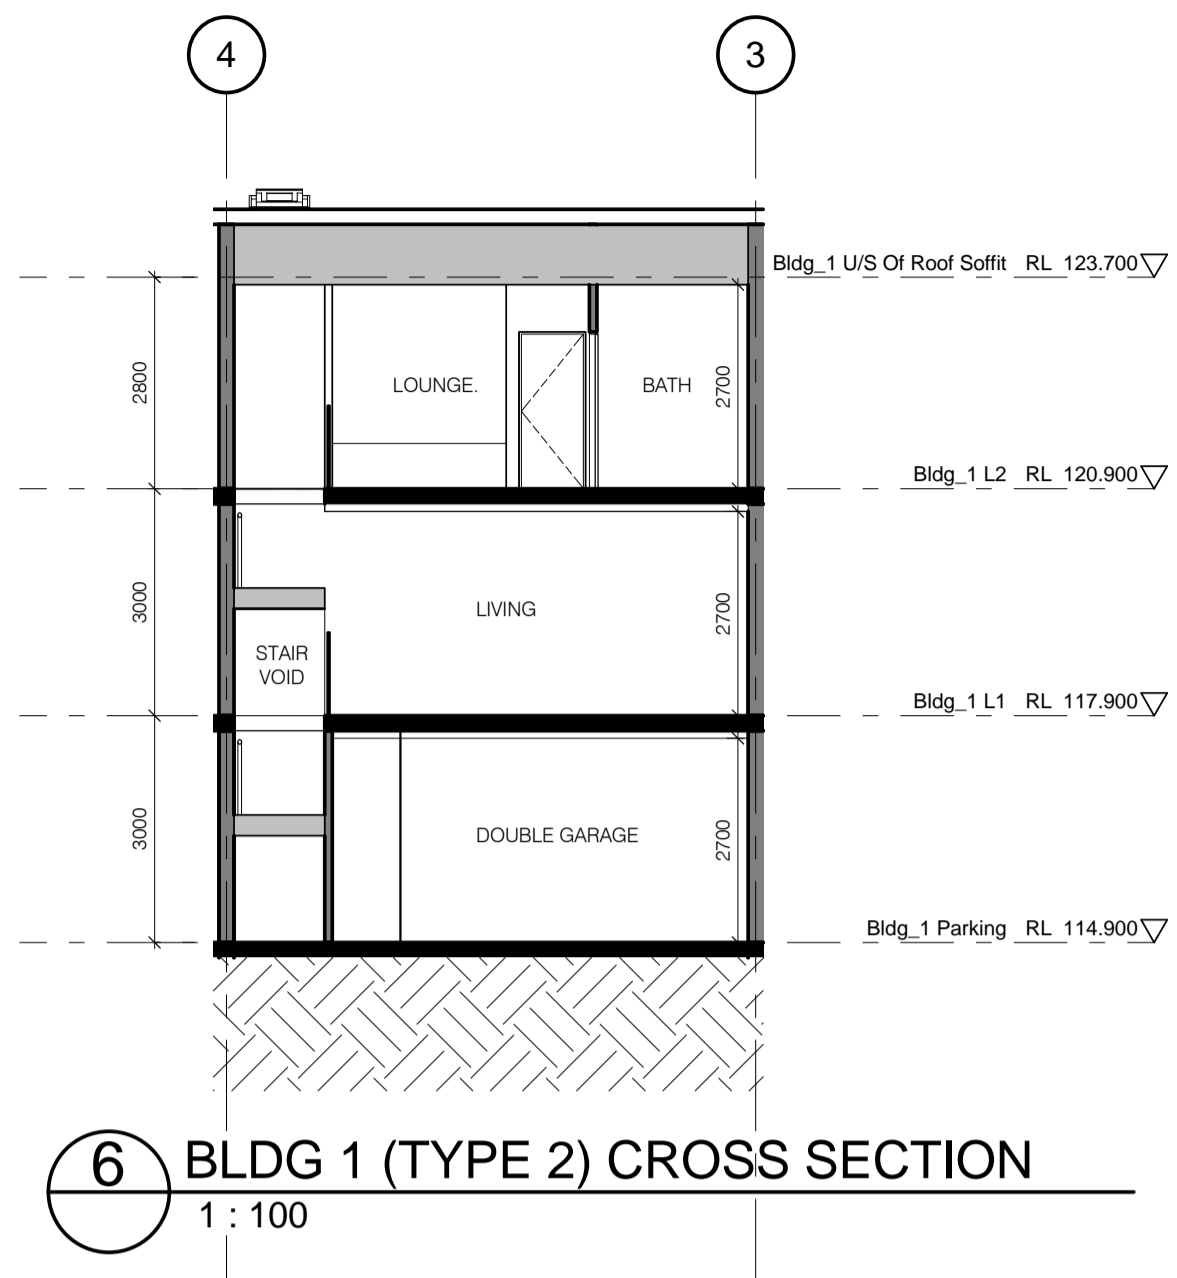 4
3
Bldg_1 U/S Of Roof Soffit RL 123.700
2800
LOUNGE.
BATH
2700
Bldg_1 L2 RL 120.900
3000
LIVING
2700
STAIR
VOID
Bldg_1 L1 RL 117.900
3000
DOUBLE GARAGE
2700
Bldg_1 Parking RL 114.900
6
BLDG 1 (TYPE 2) CROSS SECTION
1 : 100